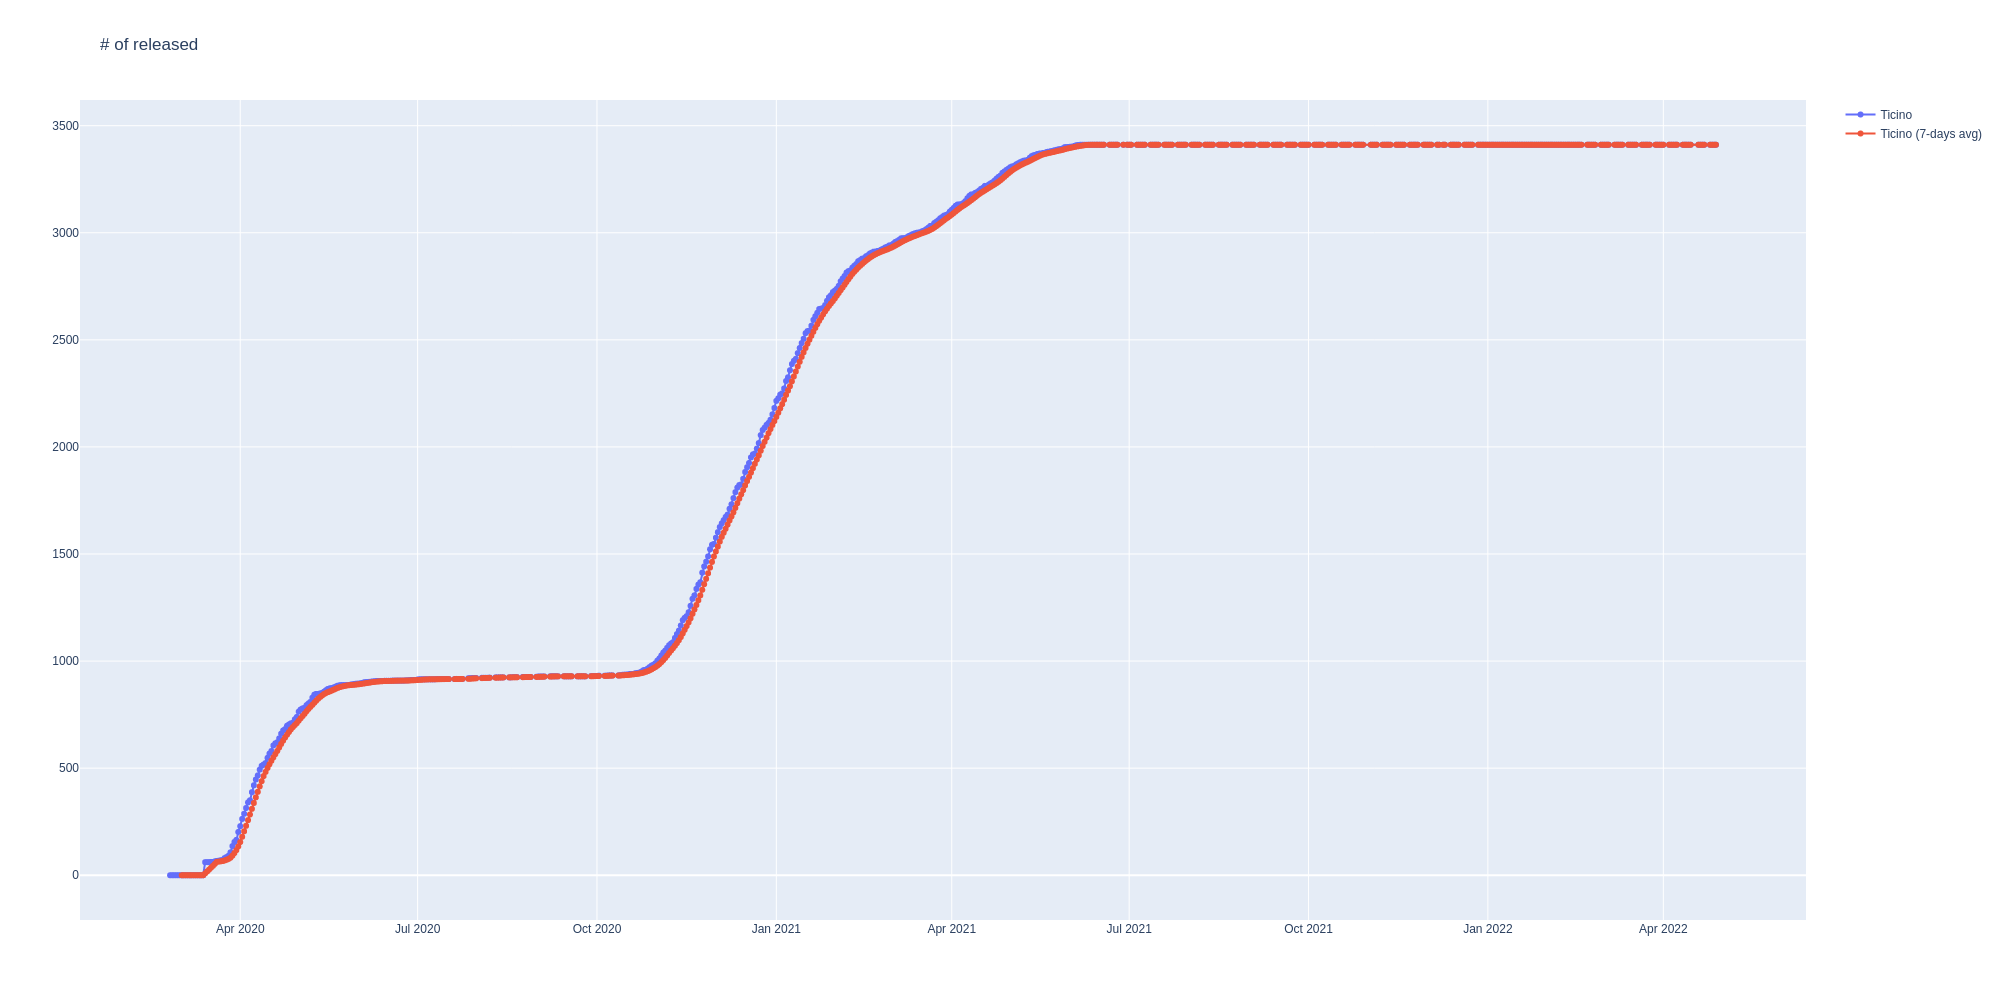 # of released
Ticino
Ticino (7-days avg)
3500
3000
2500
2000
1500
1000
500
0
Apr 2020
Jul 2020
Oct 2020
Jan 2021
Apr 2021
Jul 2021
Oct 2021
Jan 2022
Apr 2022